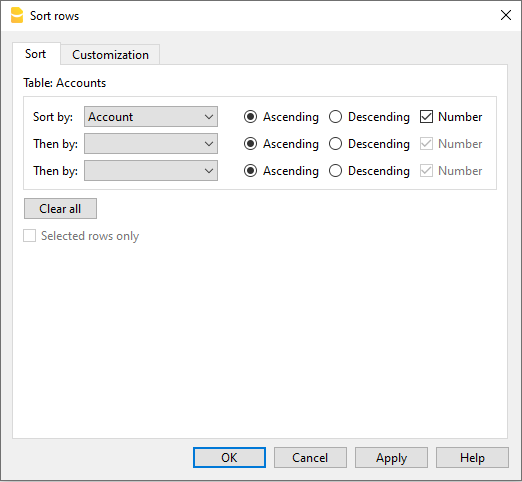 Sort rows
Sort Customization
Table: Accounts
Sort by: Account Ascending Descending Number
Then by: Ascending Descending Number
Then by: Ascending Descending Number
Clear all
Selected rows only
OK Cancel Apply Help